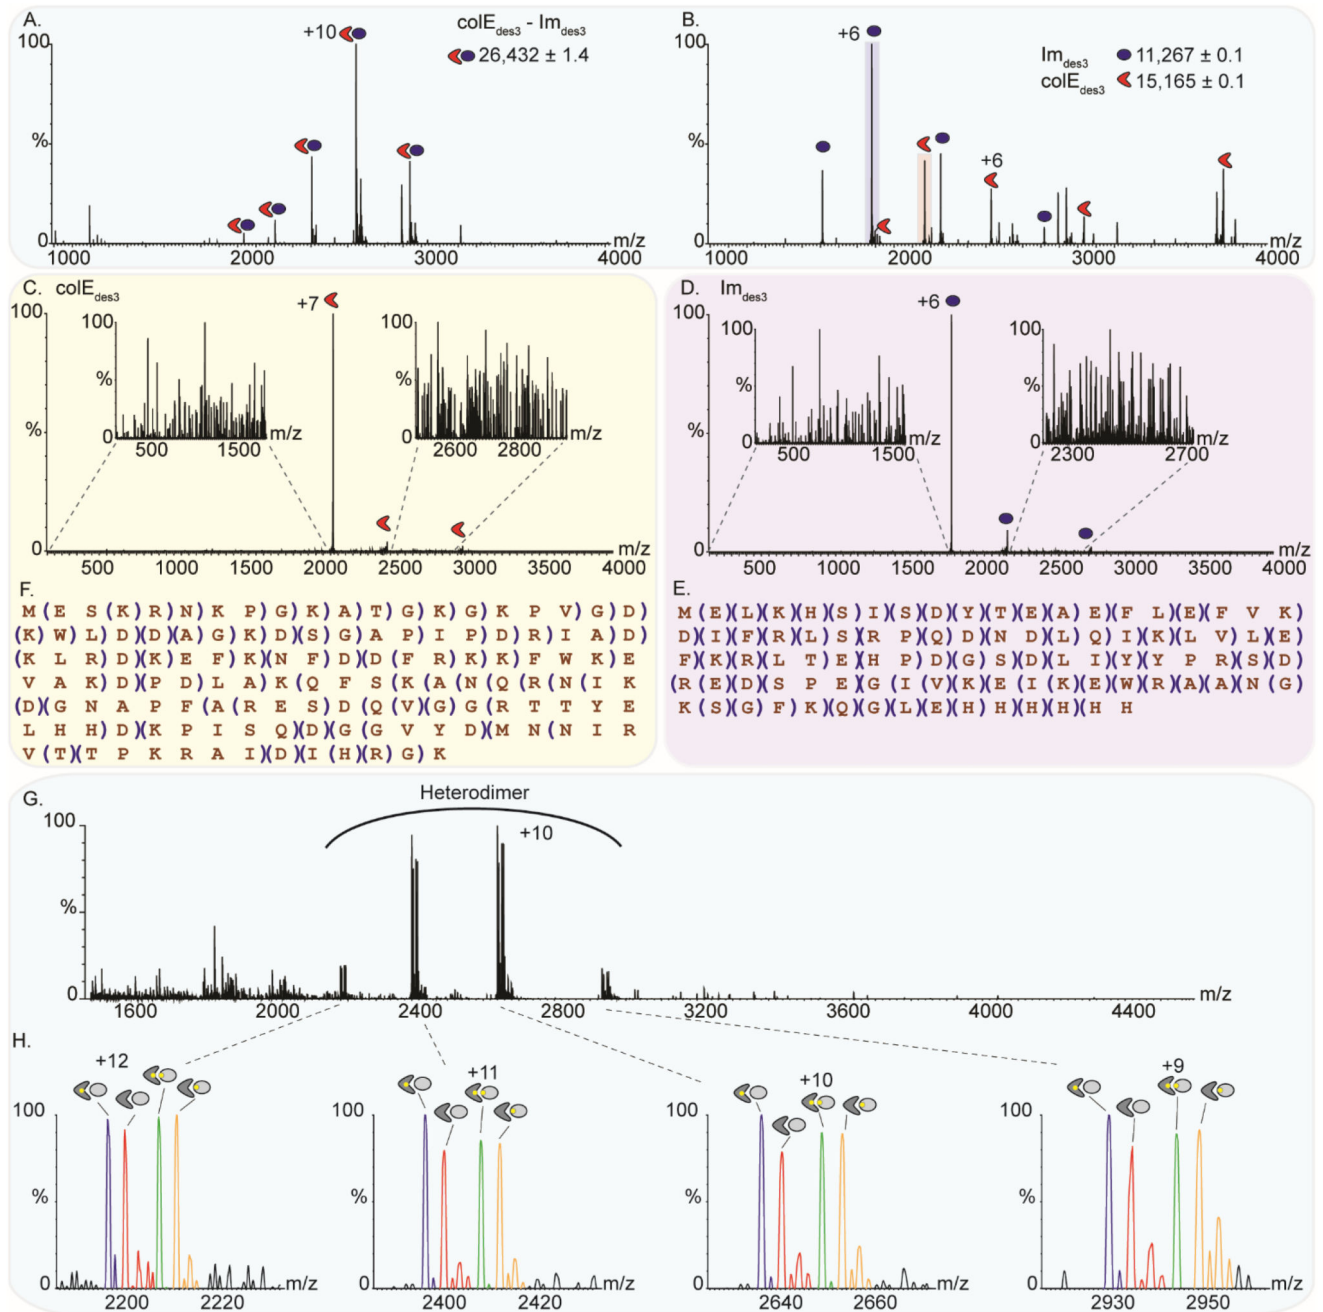 A.
colEdes3 - Imdes3
26,432 ± 1.4
+10
100
%
0
1000 2000 3000 4000
m/z
B.
Imdes3 11,267 ± 0.1
colEdes3 15,165 ± 0.1
+6
+6
100
%
0
2000 3000 4000
m/z
C. colEdes3
+7
100
%
0
500 1000 1500 2000 2500 3000 3500 4000
m/z
100
%
0
500 1500
m/z
100
%
0
2600 2800
m/z
D. Imdes3
+6
100
%
0
500 1000 1500 2000 2500 3000 3500 4000
m/z
100
%
0
500 1500
m/z
100
%
0
2300 2700
m/z
F.
M(E S(K)R)N)K P)G(K)A)T)G(K)G(K P V)G)D)
(K)W)L)D)(D)(A)G(K)D)(S)G)A P)I P)D)R)I A)D)
(K L R)D)(K)E F)K)(N F)D)(D)(F R)K)K)F W K)E
V A K)D)(P D)L A)K(Q F S(K(A(N(Q(R(N(I K
(D)G N A P F(A(R E S)D(Q(V)G)G)R T T Y E
L H H)D)(K P I S Q)(D)(G(G V Y D)(M N(N I R
V(T)(T P K R A I)(D)(I(H)(R)G)K
E.
M(E)(L)(K)(H)(S)I)(S)(D)(Y)(T)(E)(A)E)(F L)(E)(F V K)
D)(I)(F)(R)(L)(S)(R P)(Q)D)(N D)(L)(Q)I)(K)(L V)(L)(E
F)(K)(R)(L T)E)(H P)(D)(G)(S)(D)(L I)(Y)(Y P R)(S)(D)
(R)(E)(D)(S P E)(G(I(V)(K)(E(I(K)(E)(W)(R)(A)(A)(N(G)
K(S)(G)F)K)(Q)(G)(L)(E)(H)(H)(H)(H)(H H
G.
Heterodimer
+10
100
%
0
1600 2000 2400 2800 3200 3600 4000 4400
m/z
H.
+12
100
%
0
2200 2220
m/z
+11
100
%
0
2400 2420
m/z
+10
100
%
0
2640 2660
m/z
+9
100
%
0
2930 2950
m/z